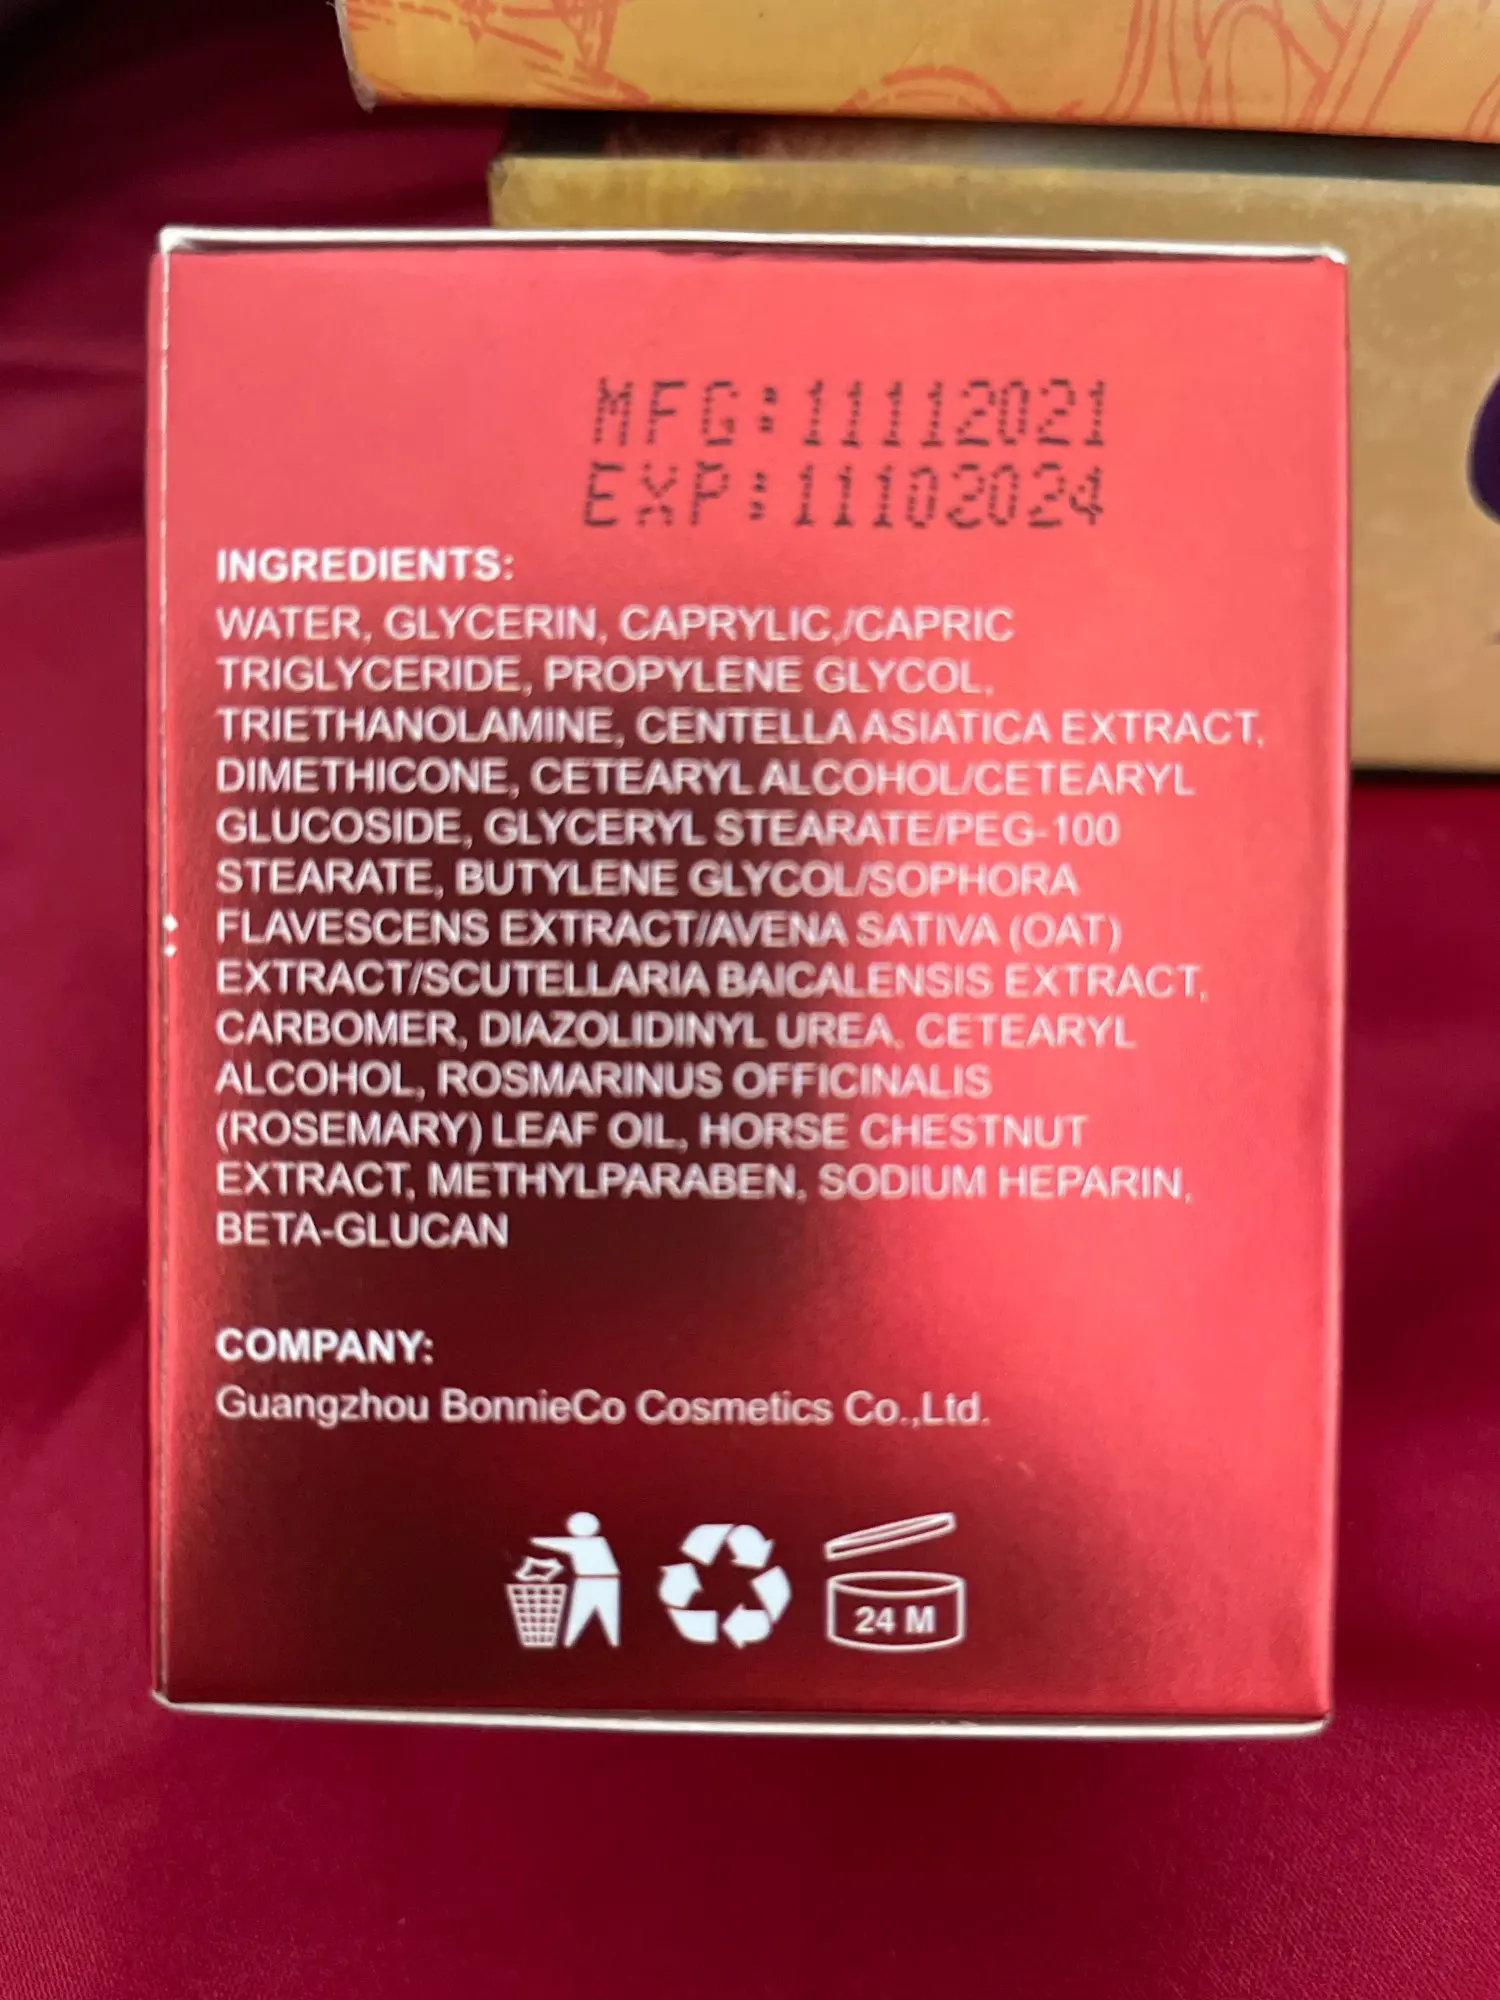 MFG:11112021
EXP:11102024
INGREDIENTS:
WATER, GLYCERIN, CAPRYLIC,/CAPRIC
TRIGLYCERIDE, PROPYLENE GLYCOL,
TRIETHANOLAMINE, CENTELLA ASIATICA EXTRACT,
DIMETHICONE, CETEARYL ALCOHOL/CETEARYL
GLUCOSIDE, GLYCERYL STEARATE/PEG-100
STEARATE, BUTYLENE GLYCOL/SOPHORA
FLAVESCENS EXTRACT/AVENA SATIVA (OAT)
EXTRACT/SCUTELLARIA BAICALENSIS EXTRACT,
CARBOMER, DIAZOLIDINYL UREA, CETEARYL
ALCOHOL, ROSMARINUS OFFICINALIS
(ROSEMARY) LEAF OIL, HORSE CHESTNUT
EXTRACT, METHYLPARABEN, SODIUM HEPARIN,
BETA-GLUCAN
COMPANY:
Guangzhou BonnieCo Cosmetics Co.,Ltd.
24 M